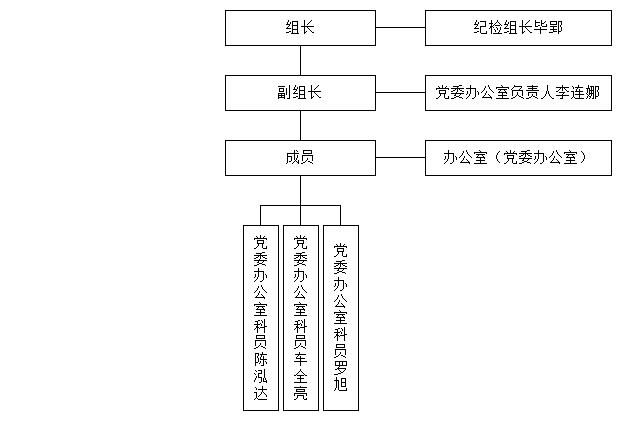 组长
纪检组长毕郢
副组长
党委办公室负责人李连娜
成员
办公室（党委办公室）
党委办公室科员陈泓达
党委办公室科员车全亮
党委办公室科员罗旭